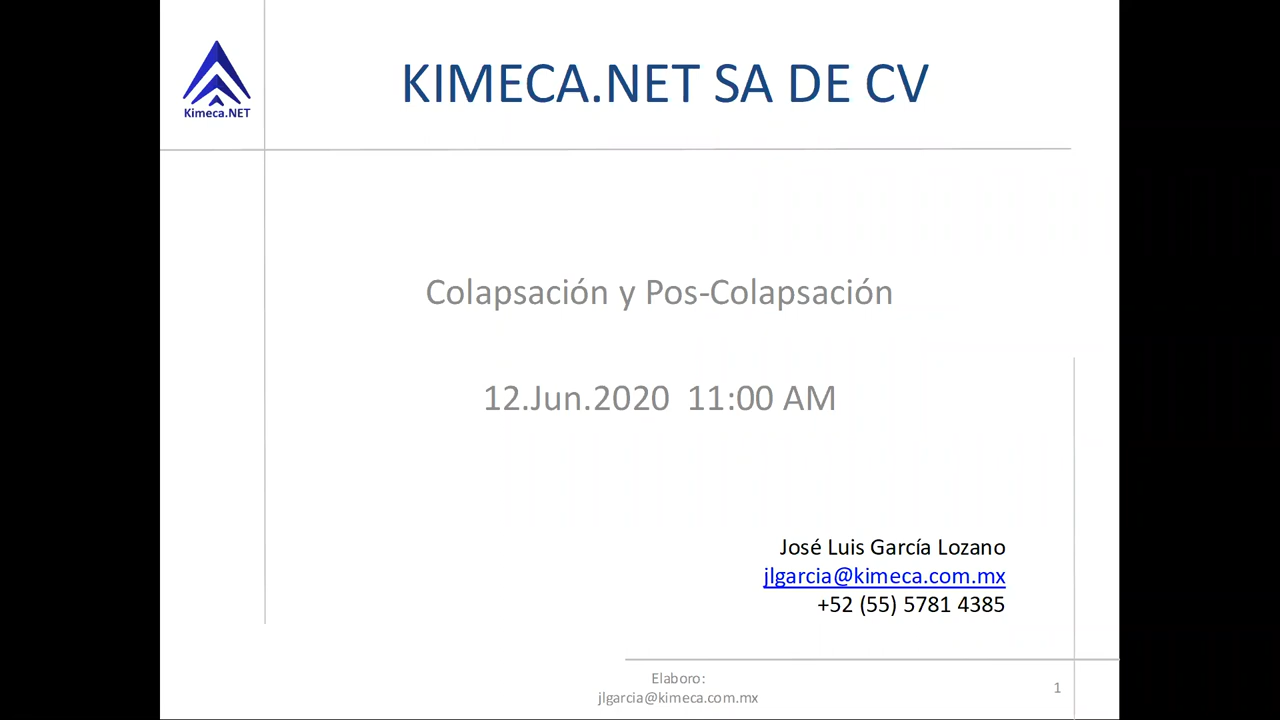 KIMECA.NET SA DE CV
Kimeca.NET
Colapsación y Pos-Colapsación
12.Jun.2020 11:00 AM
José Luis García Lozano
jlgarcia@kimeca.com.mx
+52 (55) 5781 4385
Elaboro:
jlgarcia@kimeca.com.mx
1